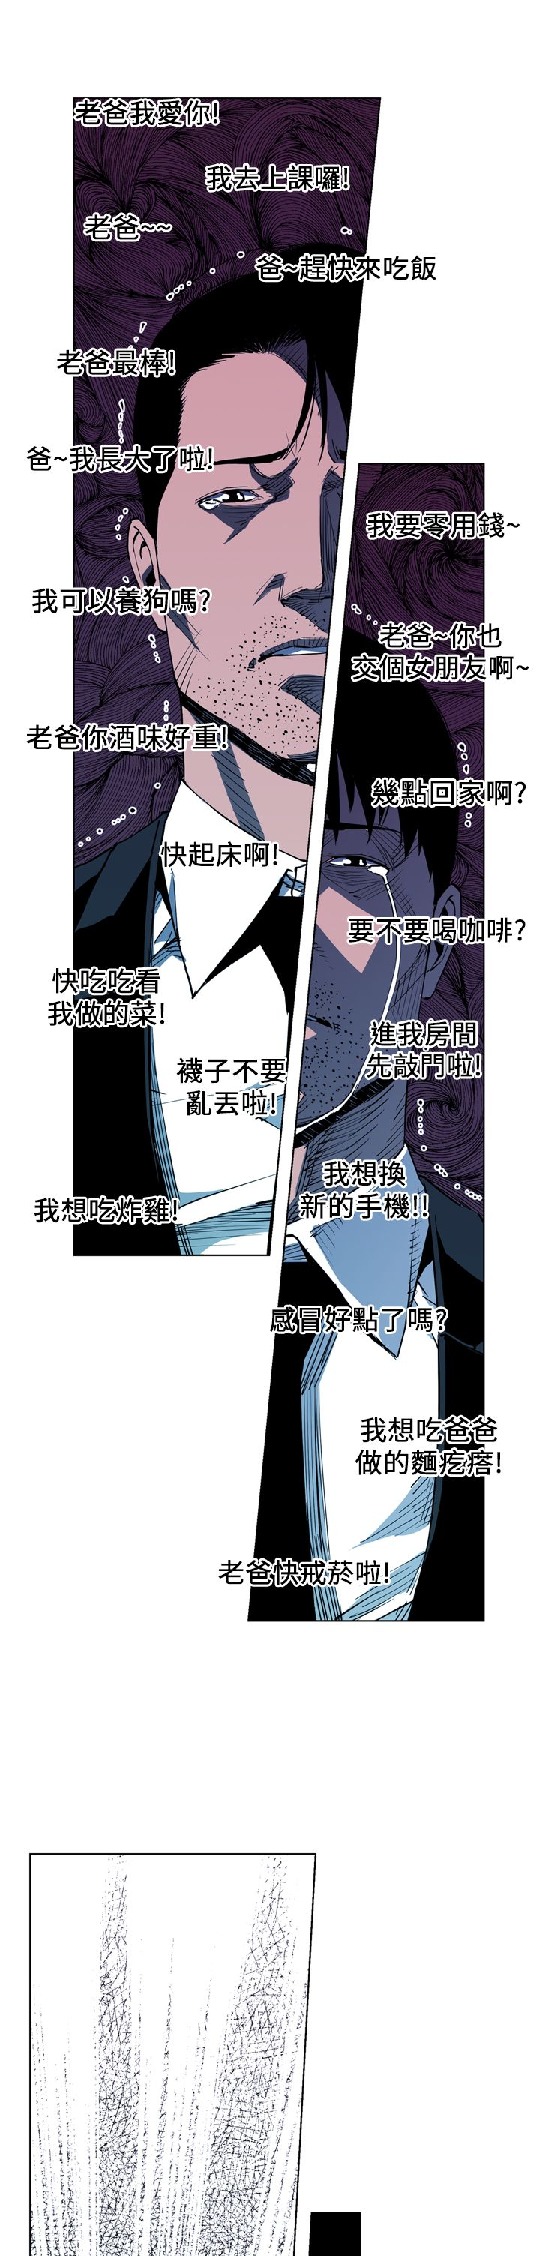 老爸我愛你!
我去上課囉!
老爸~~
爸~趕快來吃飯
老爸最棒!
爸~我長大了啦!
我要零用錢~
我可以養狗嗎?
老爸~你也
交個女朋友啊~
老爸你酒味好重!
幾點回家啊?
快起床啊!
要不要喝咖啡?
快吃吃看
我做的菜!
進我房間
先敲門啦!
襪子不要
亂丟啦!
我想換
新的手機!!
我想吃炸雞!
感冒好點了嗎?
我想吃爸爸
做的麵疙瘩!
老爸快戒菸啦!